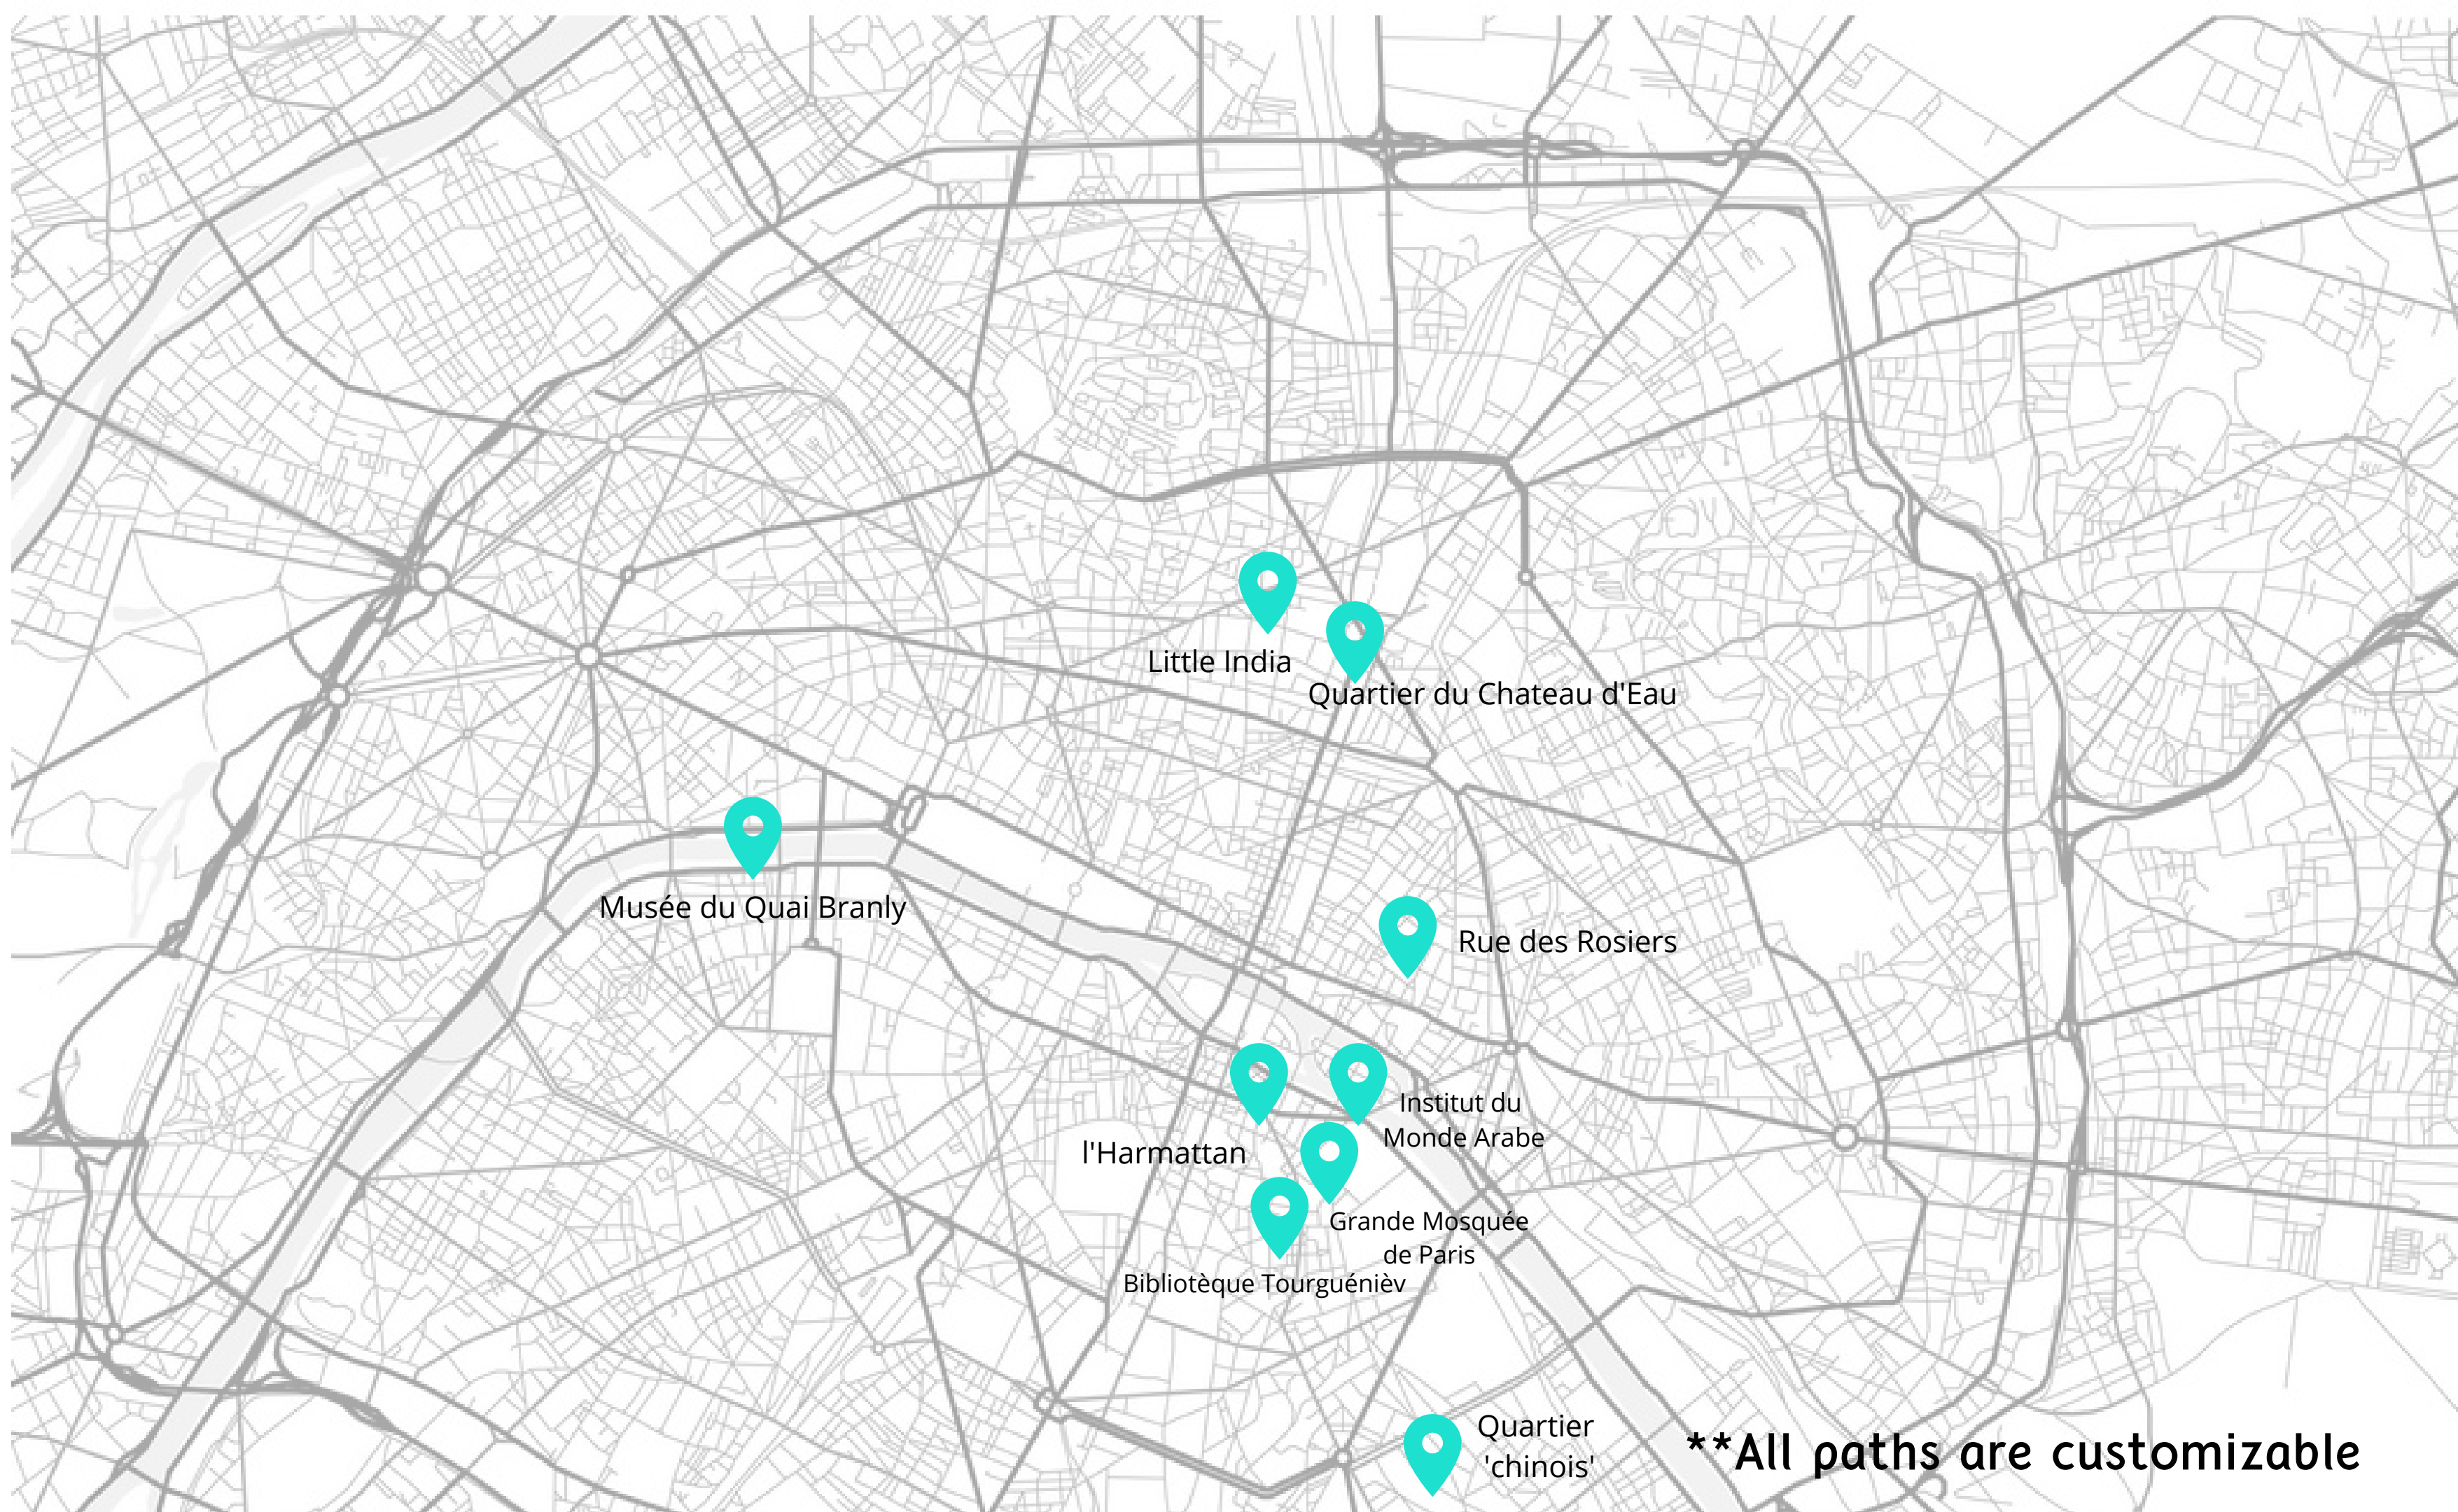 Little India
Quartier du Chateau d'Eau
Musée du Quai Branly
Rue des Rosiers
Institut du
Monde Arabe
l'Harmattan
Grande Mosquée
de Paris
Bibliotèque Tourguénièv
Quartier
'chinois'
**All paths are customizable